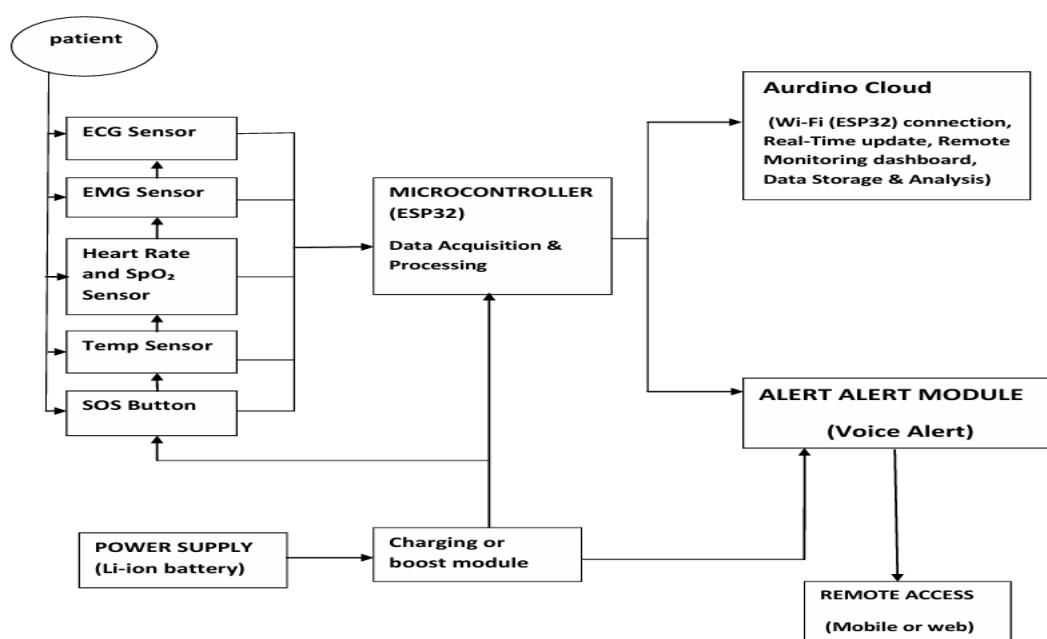 patient
ECG Sensor
EMG Sensor
Heart Rate
and SpO₂
Sensor
Temp Sensor
SOS Button
MICROCONTROLLER
(ESP32)
Data Acquisition &
Processing
Aurdino Cloud
(Wi-Fi (ESP32) connection,
Real-Time update, Remote
Monitoring dashboard,
Data Storage & Analysis)
ALERT ALERT MODULE
(Voice Alert)
POWER SUPPLY
(Li-ion battery)
Charging or
boost module
REMOTE ACCESS
(Mobile or web)